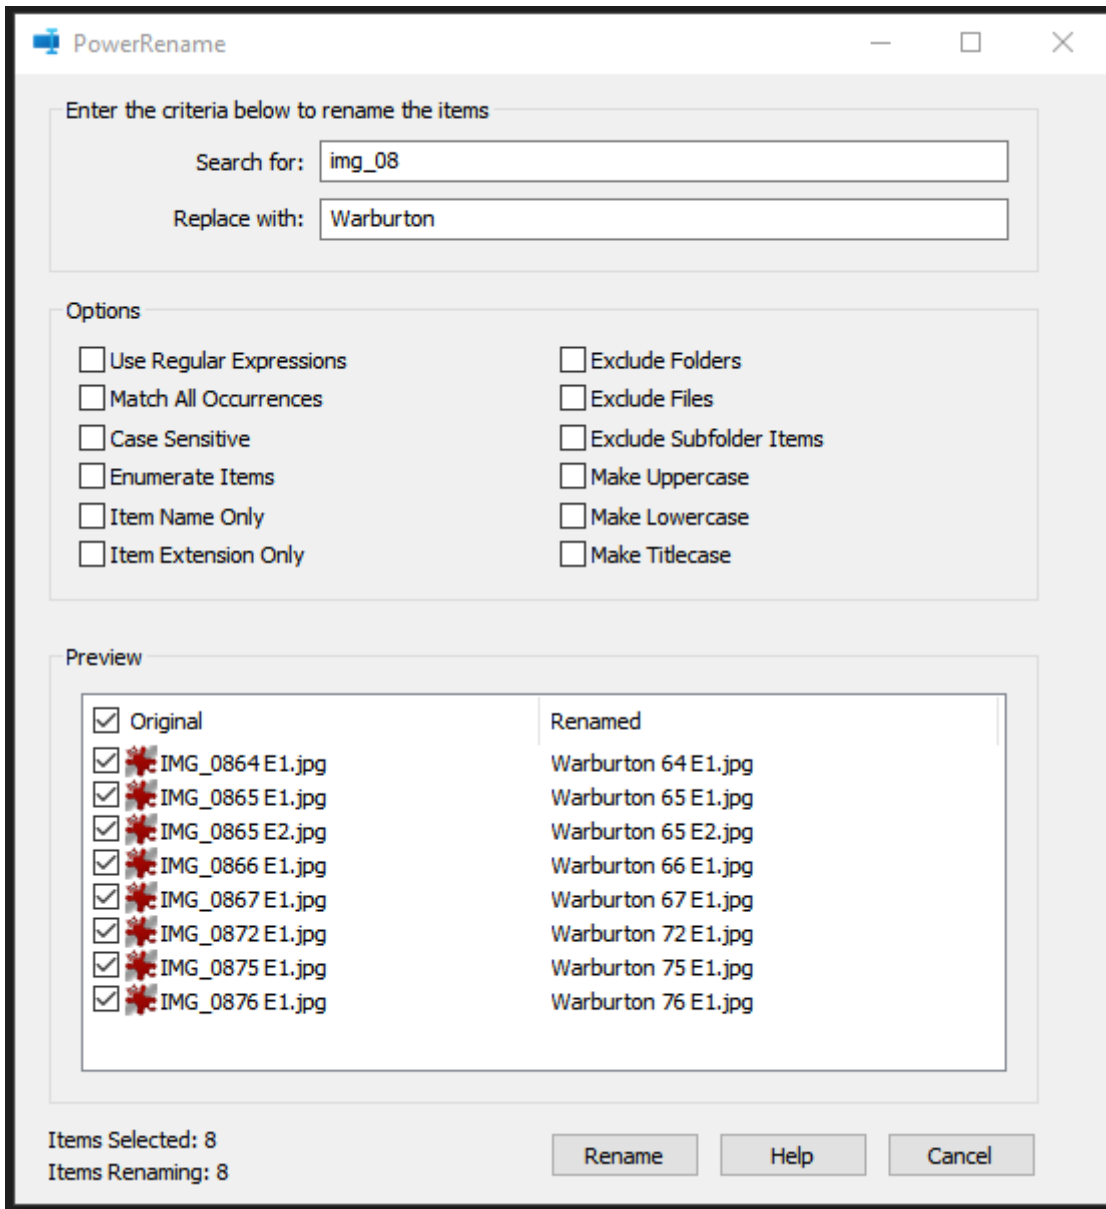 PowerRename
Enter the criteria below to rename the items
Search for: img_08
Replace with: Warburton
Options
Use Regular Expressions
Match All Occurrences
Case Sensitive
Enumerate Items
Item Name Only
Item Extension Only
Exclude Folders
Exclude Files
Exclude Subfolder Items
Make Uppercase
Make Lowercase
Make Titlecase
Preview
Original Renamed
IMG_0864 E1.jpg Warburton 64 E1.jpg
IMG_0865 E1.jpg Warburton 65 E1.jpg
IMG_0865 E2.jpg Warburton 65 E2.jpg
IMG_0866 E1.jpg Warburton 66 E1.jpg
IMG_0867 E1.jpg Warburton 67 E1.jpg
IMG_0872 E1.jpg Warburton 72 E1.jpg
IMG_0875 E1.jpg Warburton 75 E1.jpg
IMG_0876 E1.jpg Warburton 76 E1.jpg
Items Selected: 8
Items Renaming: 8
Rename Help Cancel